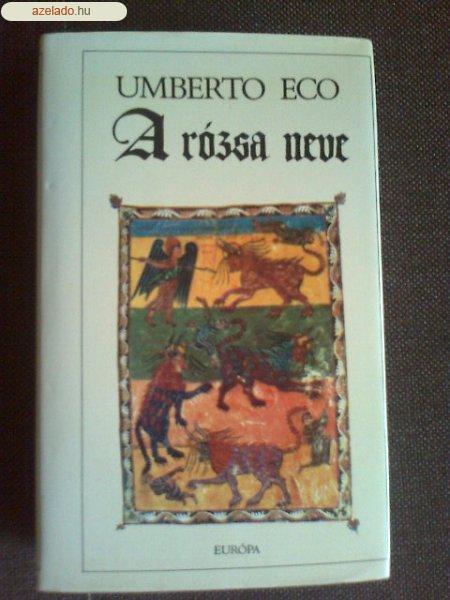 azelado.hu
UMBERTO ECO
A rózsa neve
EURÓPA